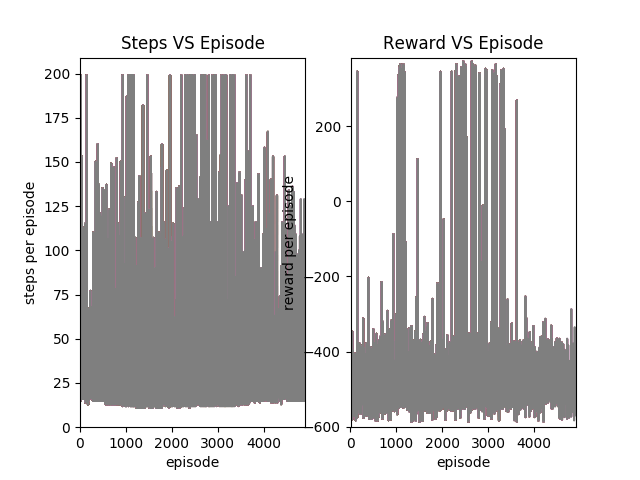 Steps VS Episode
200
175
150
125
100
75
50
25
0
steps per episode
0 1000 2000 3000 4000
episode
Reward VS Episode
200
0
−200
−400
−600
reward per episode
0 1000 2000 3000 4000
episode